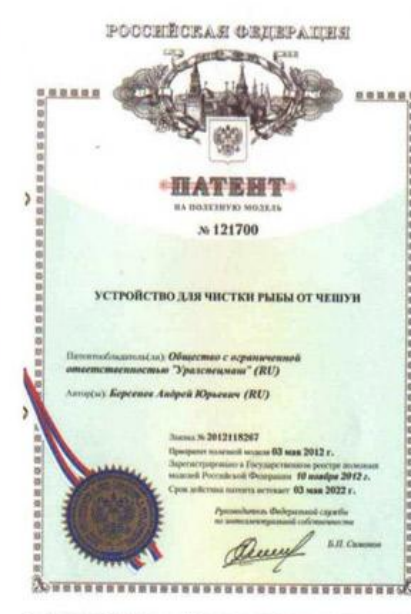 РОССИЙСКАЯ ФЕДЕРАЦИЯ
ПАТЕНТ
НА ПОЛЕЗНУЮ МОДЕЛЬ
№ 121700
УСТРОЙСТВО ДЛЯ ЧИСТКИ РЫБЫ ОТ ЧЕШУИ
Патентообладатель(ли): Общество с ограниченной
ответственностью "Уралспецмаш" (RU)
Автор(ы): Берсенев Андрей Юрьевич (RU)
Заявка № 2012118267
Приоритет полезной модели 03 мая 2012 г.
Зарегистрировано в Государственном реестре полезных
моделей Российской Федерации 10 ноября 2012 г.
Срок действия патента истекает 03 мая 2022 г.
Руководитель Федеральной службы
по интеллектуальной собственности
Б.П. Симонов